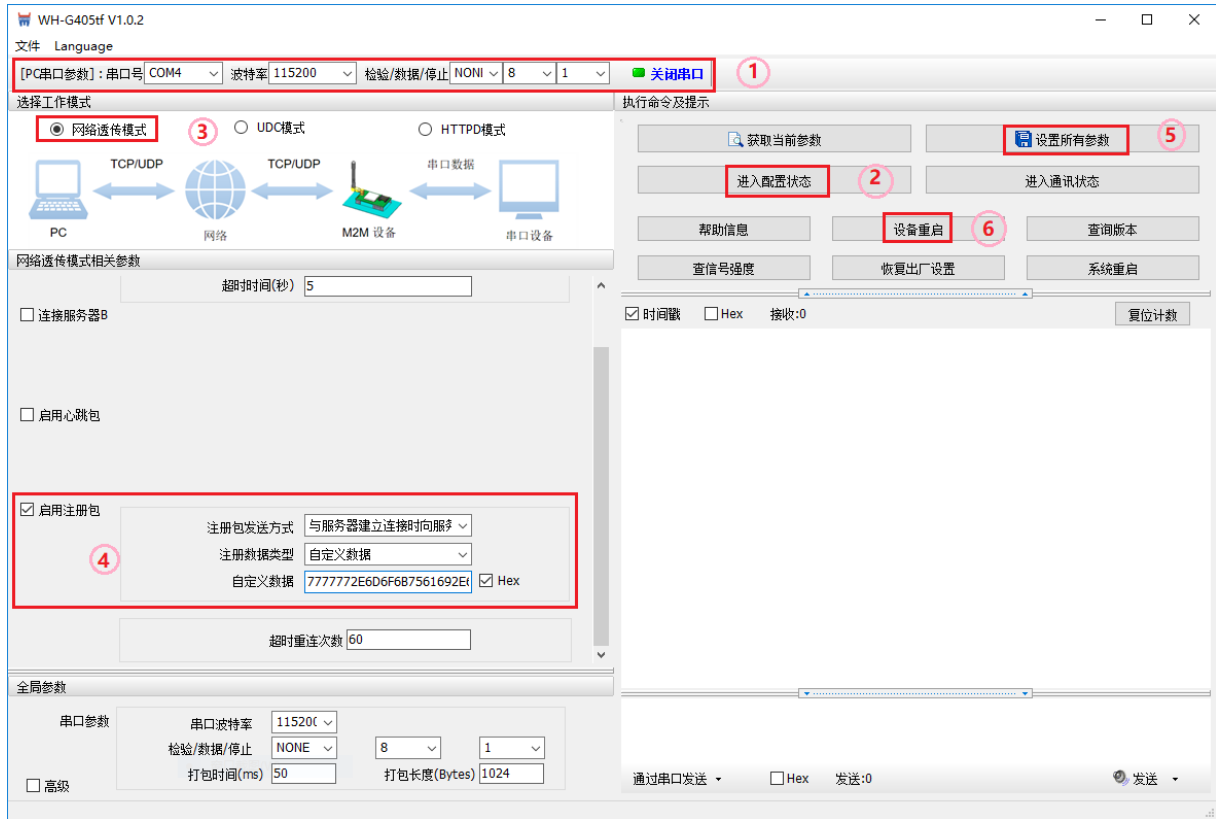 WH-G405tf V1.0.2
文件 Language
[PC串口参数]:串口号 COM4 波特率 115200 检验/数据/停止 NONI 8 1 关闭串口 1
选择工作模式
网络透传模式 3 UDC模式 HTTPD模式
TCP/UDP TCP/UDP 串口数据
PC 网络 M2M 设备 串口设备
网络透传模式相关参数
超时时间(秒) 5
连接服务器B
启用心跳包
启用注册包
注册包发送方式 与服务器建立连接时向服务
4 注册数据类型 自定义数据
自定义数据 7777772E6D6F6B7561692E6 Hex
超时重连次数 60
全局参数
串口参数 串口波特率 115200
检验/数据/停止 NONE 8 1
打包时间(ms) 50 打包长度(Bytes) 1024
高级
执行命令及提示
获取当前参数 设置所有参数 5
进入配置状态 2 进入通讯状态
帮助信息 设备重启 6 查询版本
查信号强度 恢复出厂设置 系统重启
时间戳 Hex 接收:0 复位计数
通过串口发送 Hex 发送:0 发送